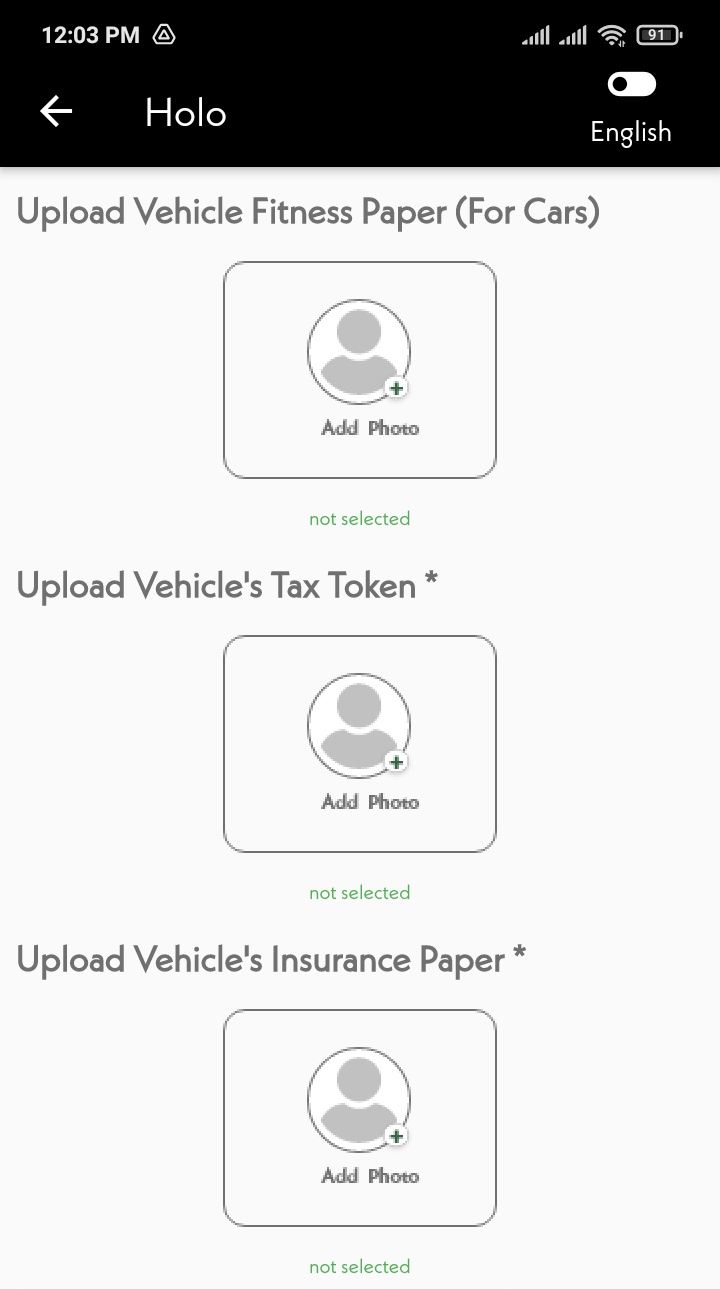 12:03 PM
91
Holo
English
Upload Vehicle Fitness Paper (For Cars)
Add Photo
not selected
Upload Vehicle's Tax Token *
Add Photo
not selected
Upload Vehicle's Insurance Paper *
Add Photo
not selected